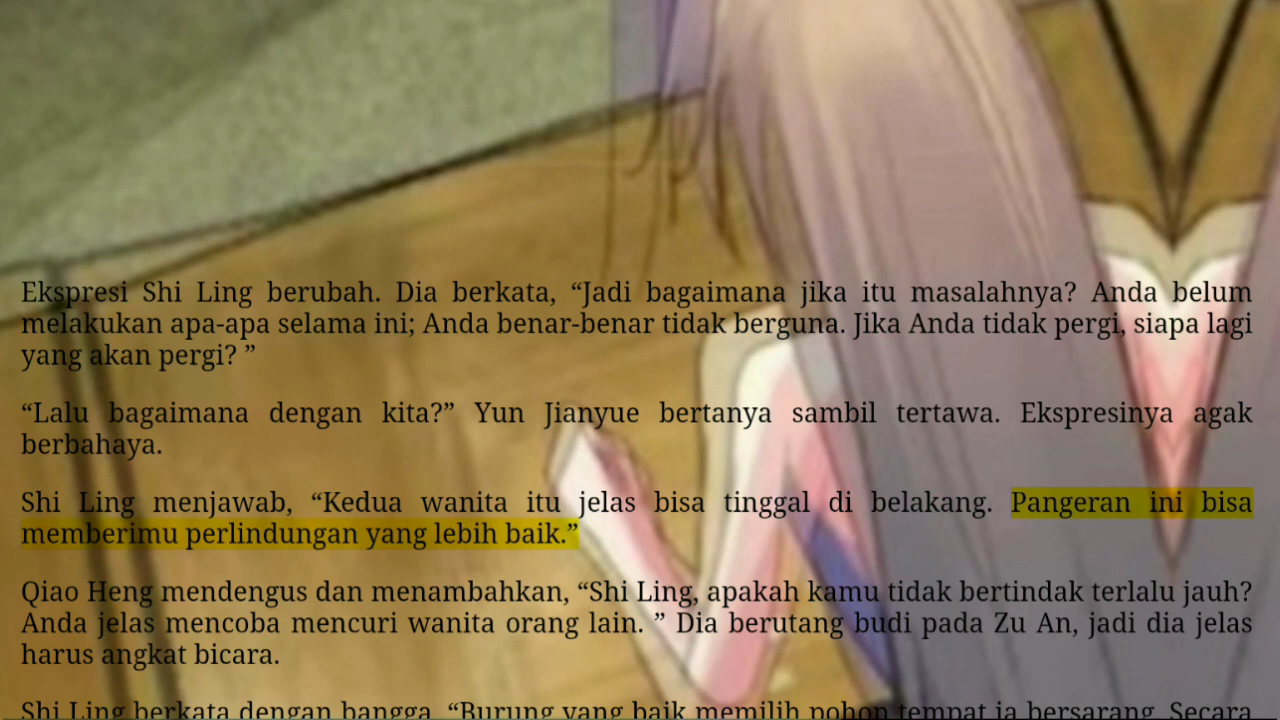 Ekspresi Shi Ling berubah. Dia berkata, “Jadi bagaimana jika itu masalahnya? Anda belum
melakukan apa-apa selama ini; Anda benar-benar tidak berguna. Jika Anda tidak pergi, siapa lagi
yang akan pergi? ”
“Lalu bagaimana dengan kita?” Yun Jianyue bertanya sambil tertawa. Ekspresinya agak
berbahaya.
Shi Ling menjawab, “Kedua wanita itu jelas bisa tinggal di belakang. Pangeran ini bisa
memberimu perlindungan yang lebih baik.”
Qiao Heng mendengus dan menambahkan, “Shi Ling, apakah kamu tidak bertindak terlalu jauh?
Anda jelas mencoba mencuri wanita orang lain. ” Dia berutang budi pada Zu An, jadi dia jelas
harus angkat bicara.
Shi Ling berkata dengan bangga, “Burung yang baik memilih pohon tempat ia bersarang. Secara